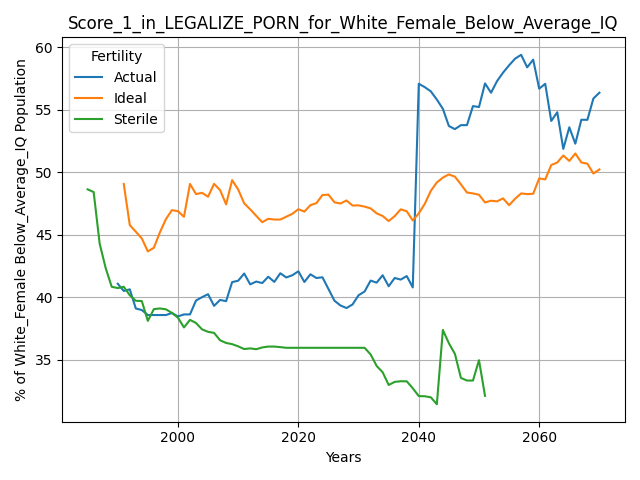 Score_1_in_LEGALIZE_PORN_for_White_Female_Below_Average_IQ
% of White_Female Below_Average_IQ Population
60
55
50
45
40
35
Fertility
Actual
Ideal
Sterile
2000
2020
2040
2060
Years